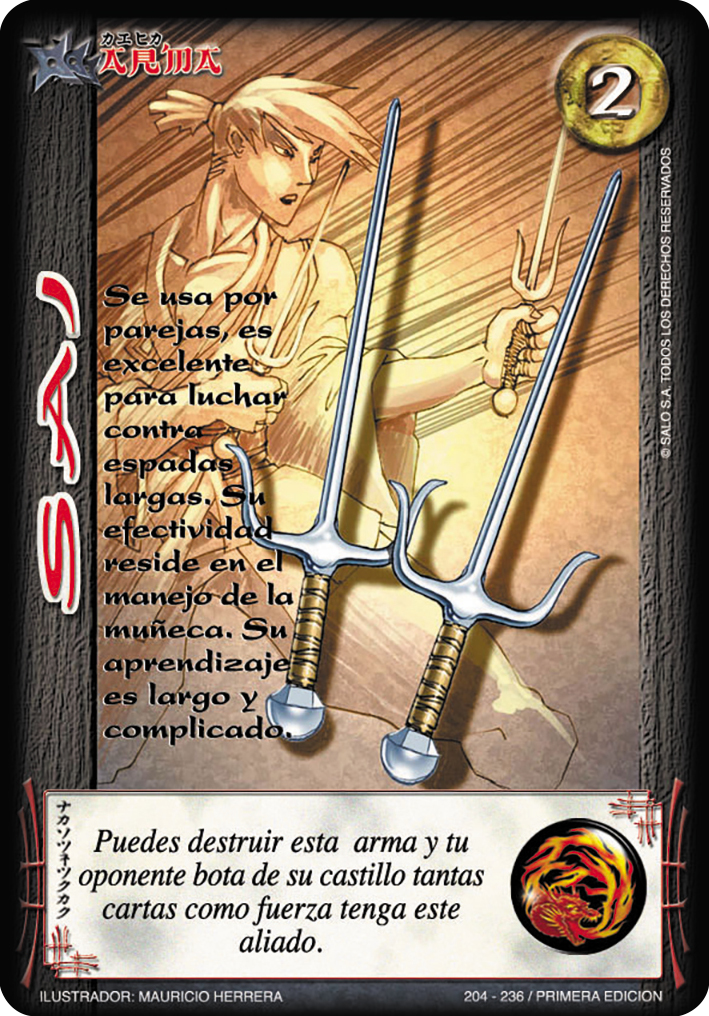 カエヒカ
ARMA
2
SAI
© SALO S.A. TODOS LOS DERECHOS RESERVADOS
Se usa por
parejas, es
excelente
para luchar
contra
espadas
largas. Su
efectividad
reside en el
manejo de la
muñeca. Su
aprendizaje
es largo y
complicado.
ナカソツネツクカク
Puedes destruir esta arma y tu
oponente bota de su castillo tantas
cartas como fuerza tenga este
aliado.
ILUSTRADOR: MAURICIO HERRERA
204 - 236 / PRIMERA EDICION